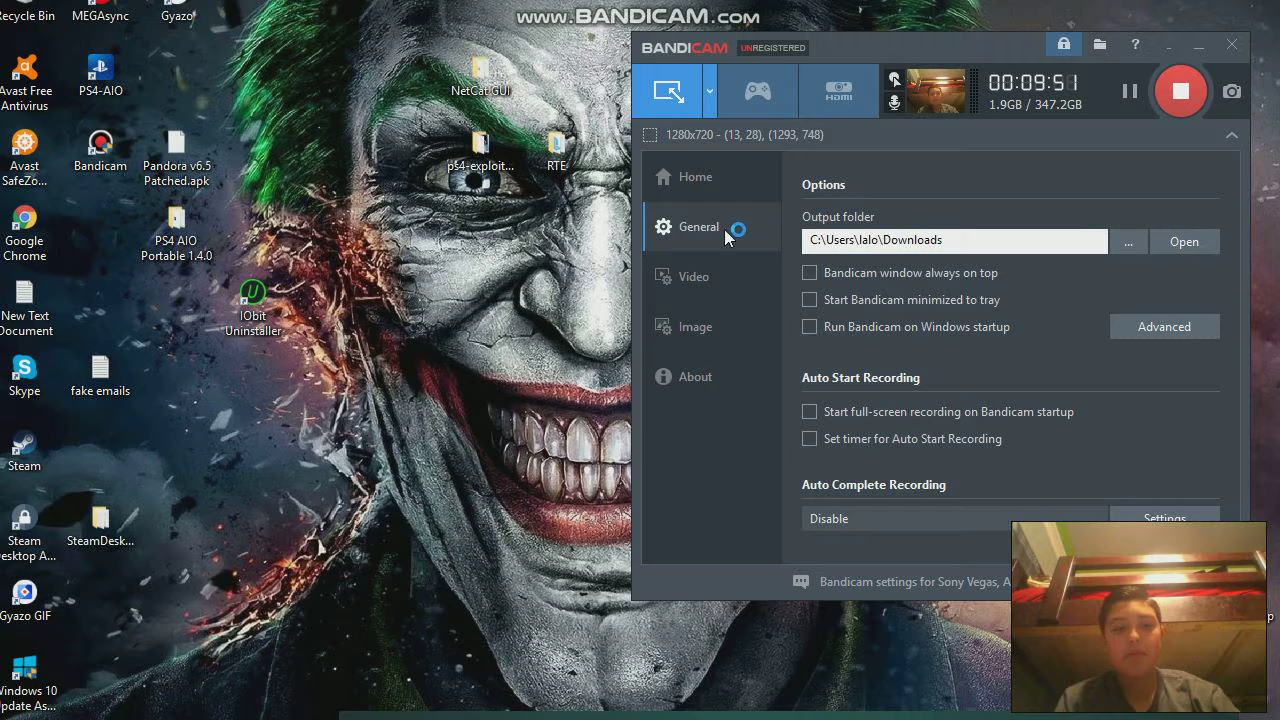 www.BANDICAM.com
Recycle Bin
MEGAsync
Gyazo
Avast Free
Antivirus
PS4-AIO
NetCat GUI
Avast
SafeZo...
Bandicam
Pandora v6.5
Patched.apk
ps4-exploit...
RTE
Google
Chrome
PS4 AIO
Portable 1.4.0
New Text
Document
IObit
Uninstaller
Skype
fake emails
Steam
Steam
Desktop A...
SteamDesk...
Gyazo GIF
Windows 10
Update As...
BANDICAM UNREGISTERED
HDMI
00:09:51
1.9GB / 347.2GB
1280x720 - (13, 28), (1293, 748)
Home
General
Video
Image
About
Options
Output folder
C:\Users\lalo\Downloads
...
Open
Bandicam window always on top
Start Bandicam minimized to tray
Run Bandicam on Windows startup
Advanced
Auto Start Recording
Start full-screen recording on Bandicam startup
Set timer for Auto Start Recording
Auto Complete Recording
Disable
Settings
Bandicam settings for Sony Vegas, A